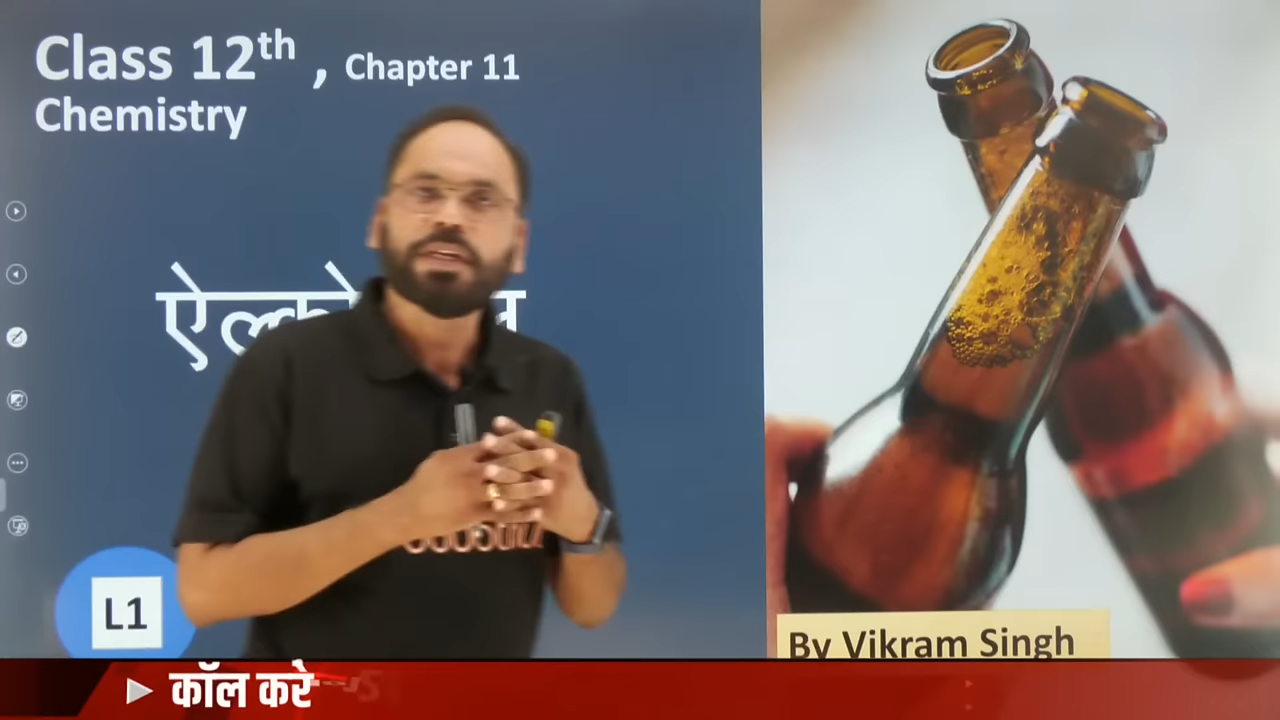 Class 12th , Chapter 11
Chemistry
L1
By Vikram Singh
कॉल करे